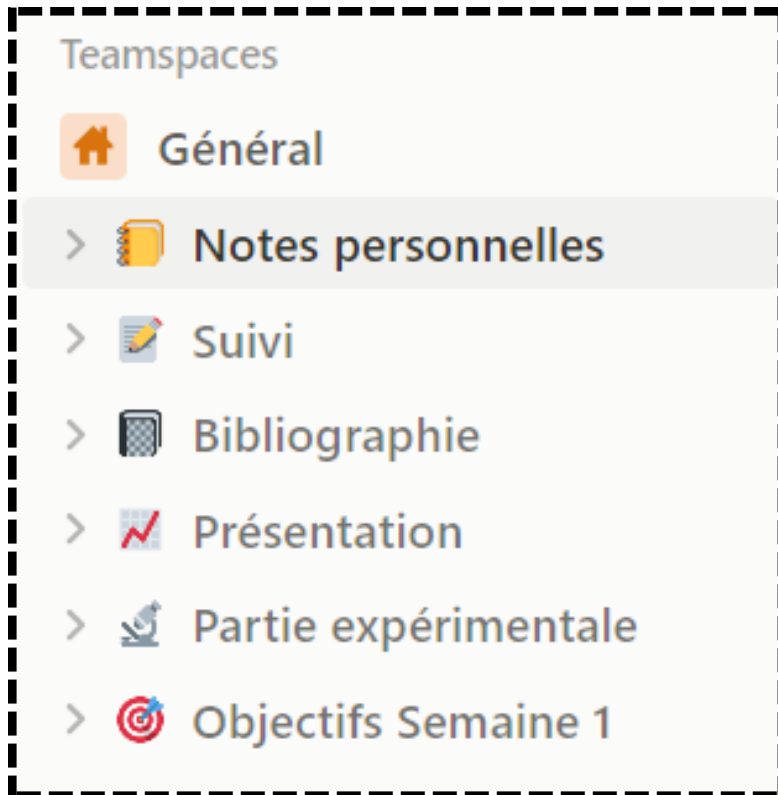 Teamspaces
Général
Notes personnelles
Suivi
Bibliographie
Présentation
Partie expérimentale
Objectifs Semaine 1